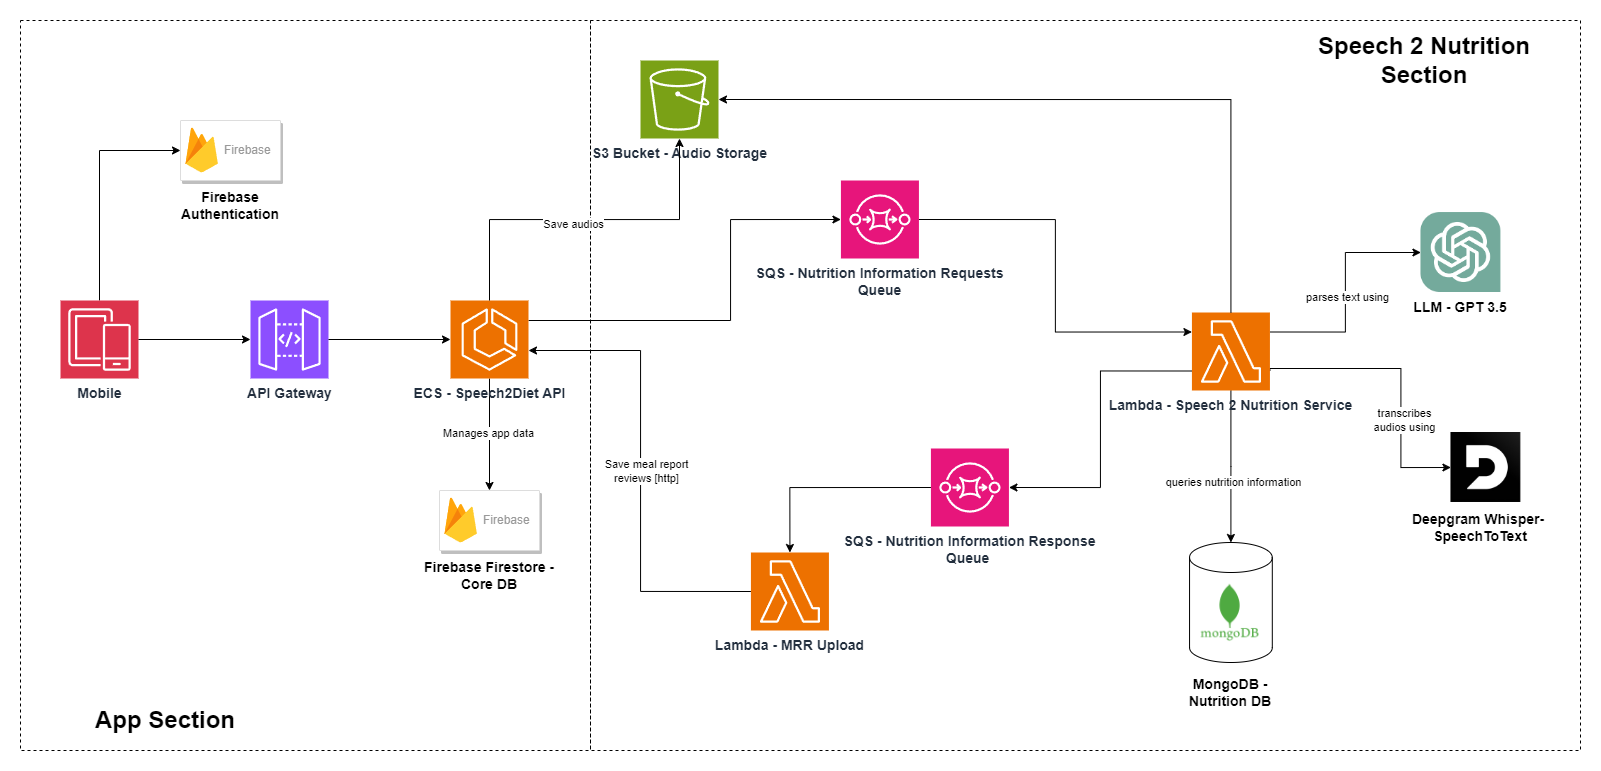 Speech 2 Nutrition
Section
S3 Bucket - Audio Storage
Firebase
Firebase
Authentication
Save audios
SQS - Nutrition Information Requests
Queue
parses text using
LLM - GPT 3.5
Mobile
API Gateway
ECS - Speech2Diet API
Lambda - Speech 2 Nutrition Service
transcribes
audios using
Manages app data
Save meal report
reviews [http]
queries nutrition information
Firebase
Firebase Firestore -
Core DB
SQS - Nutrition Information Response
Queue
Deepgram Whisper-
SpeechToText
mongoDB
Lambda - MRR Upload
MongoDB -
Nutrition DB
App Section